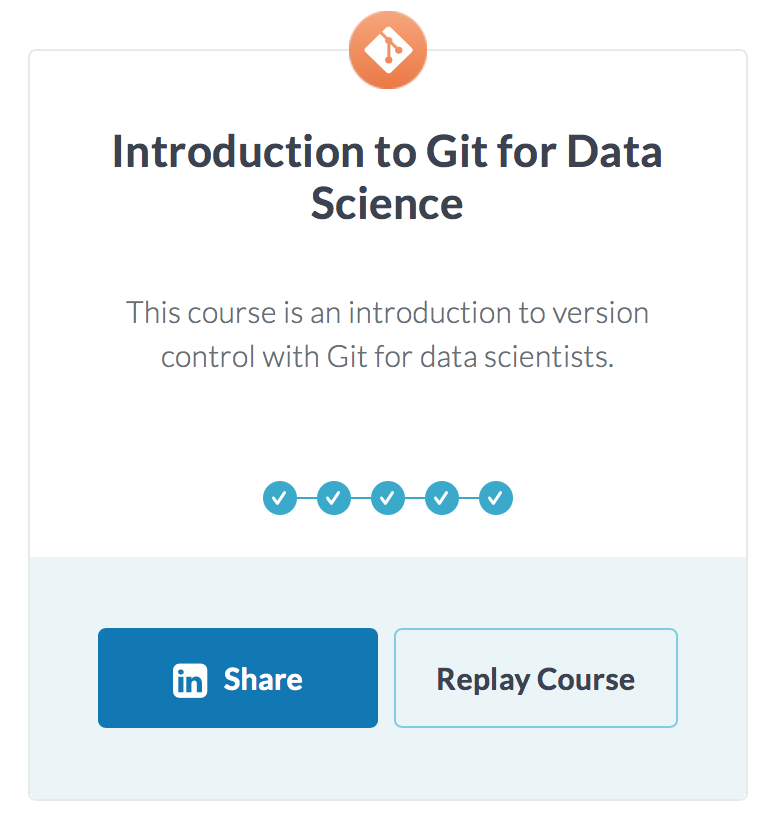 Introduction to Git for Data
Science
This course is an introduction to version
control with Git for data scientists.
in Share
Replay Course